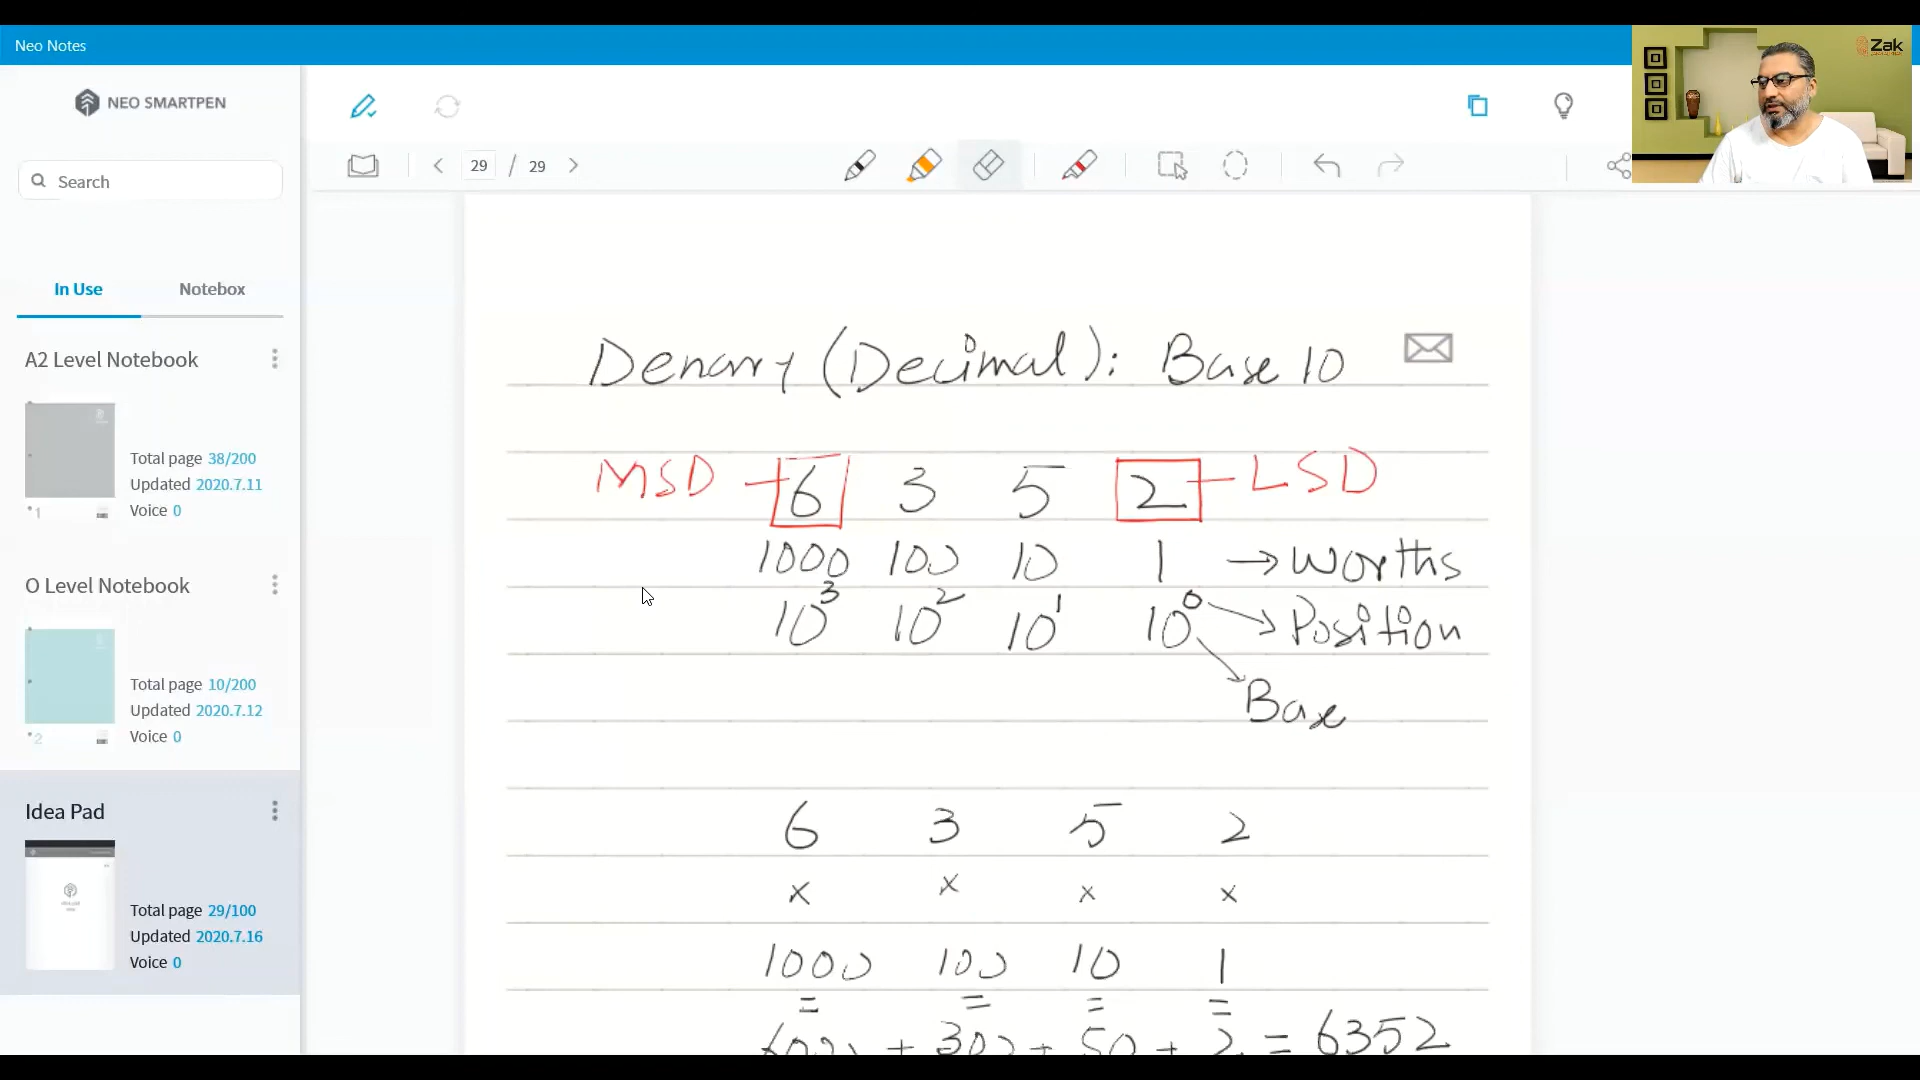 Neo Notes
Zak
NEO SMARTPEN
29 / 29
Search
In Use Notebox
A2 Level Notebook
Total page 38/200
Updated 2020.7.11
Voice 0
1
O Level Notebook
Total page 10/200
Updated 2020.7.12
Voice 0
2
Idea Pad
Total page 29/100
Updated 2020.7.16
Voice 0
Denary (Decimal): Base 10
MSD - 6 3 5 2 - LSD
1000 100 10 1 → Worths
10³ 10² 10¹ 10⁰ → Position
Base
6 3 5 2
× × × ×
1000 100 10 1
= = = =
6000 + 300 + 50 + 2 = 6352